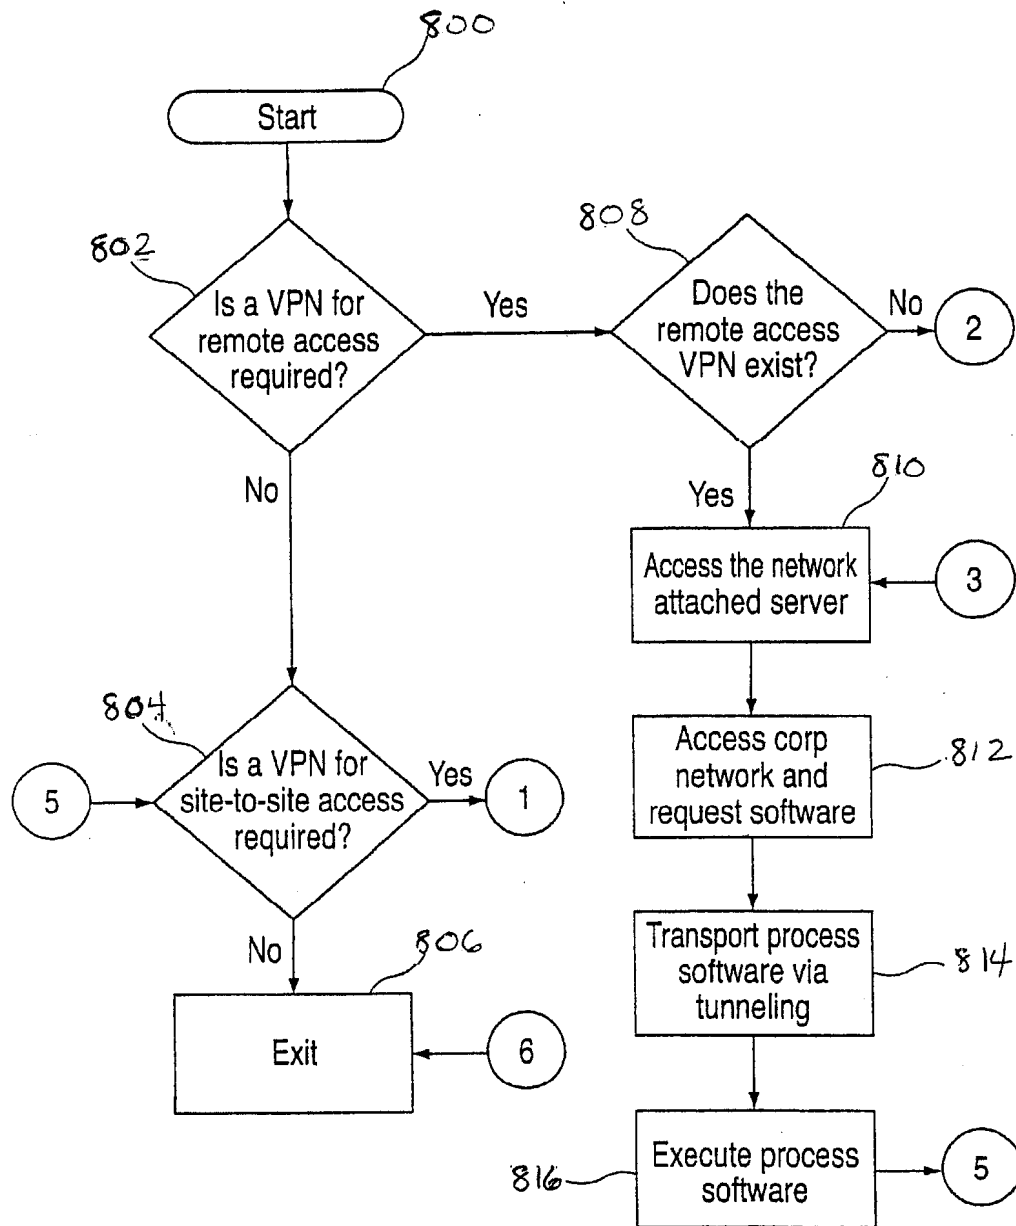 800
Start
802
Is a VPN for
remote access
required?
Yes
808
Does the
remote access
VPN exist?
No
2
No
Yes
810
Access the network
attached server
3
804
Is a VPN for
site-to-site access
required?
5
Yes
1
Access corp
network and
request software
812
No
806
Exit
6
Transport process
software via
tunneling
814
816
Execute process
software
5